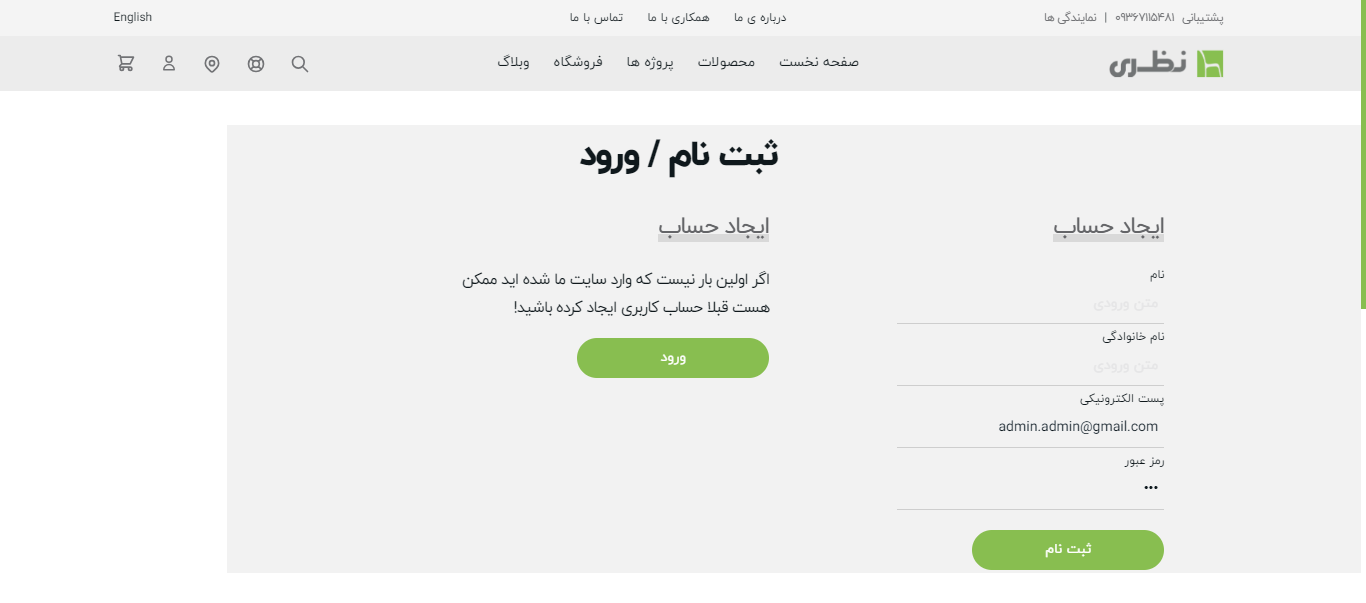 پشتیبانی ۰۹۳۶۷۱۱۵۴۸۱ | نمایندگی ها
درباره ی ما
همکاری با ما
تماس با ما
English
نظری
صفحه نخست
محصولات
پروژه ها
فروشگاه
وبلاگ
ثبت نام / ورود
ایجاد حساب
نام
متن ورودی
نام خانوادگی
متن ورودی
پست الکترونیکی
admin.admin@gmail.com
رمز عبور
•••
ثبت نام
ایجاد حساب
اگر اولین بار نیست که وارد سایت ما شده اید ممکن
هست قبلا حساب کاربری ایجاد کرده باشید!
ورود